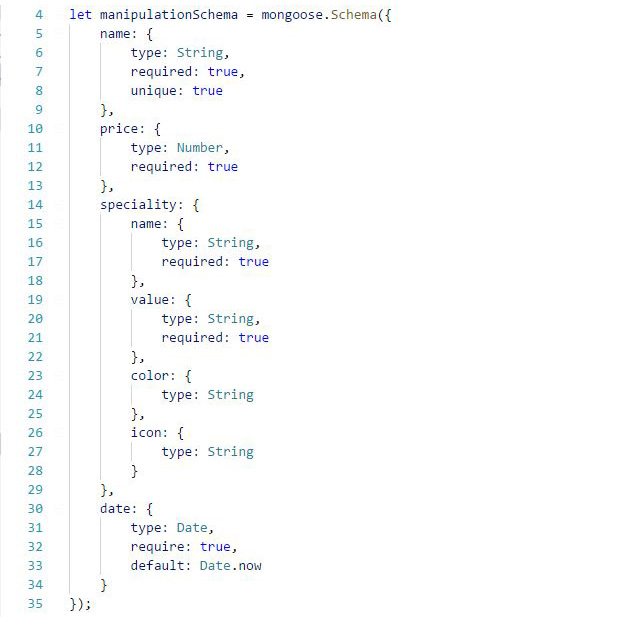 4 let manipulationSchema = mongoose.Schema({
5     name: {
6         type: String,
7         required: true,
8         unique: true
9     },
10     price: {
11         type: Number,
12         required: true
13     },
14     speciality: {
15         name: {
16             type: String,
17             required: true
18         },
19         value: {
20             type: String,
21             required: true
22         },
23         color: {
24             type: String
25         },
26         icon: {
27             type: String
28         }
29     },
30     date: {
31         type: Date,
32         require: true,
33         default: Date.now
34     }
35 });